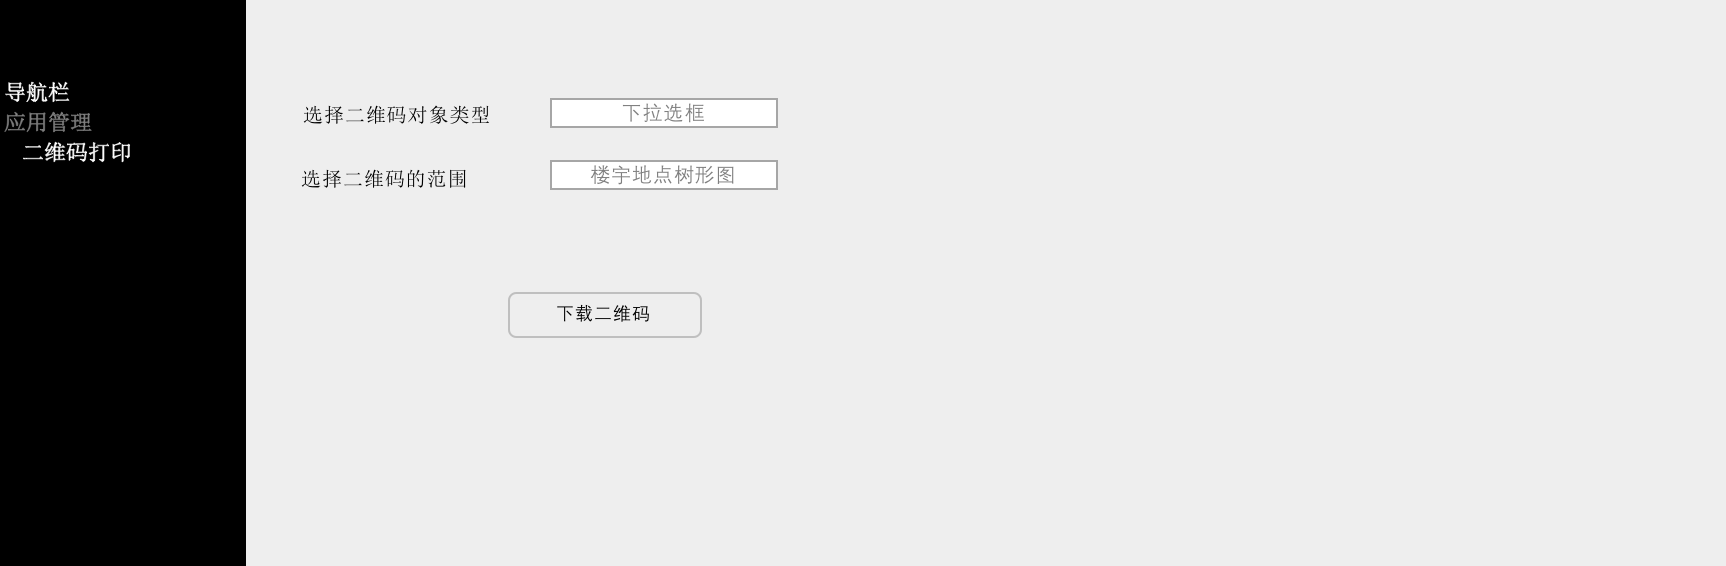 导航栏
应用管理
二维码打印
选择二维码对象类型
下拉选框
选择二维码的范围
楼宇地点树形图
下载二维码